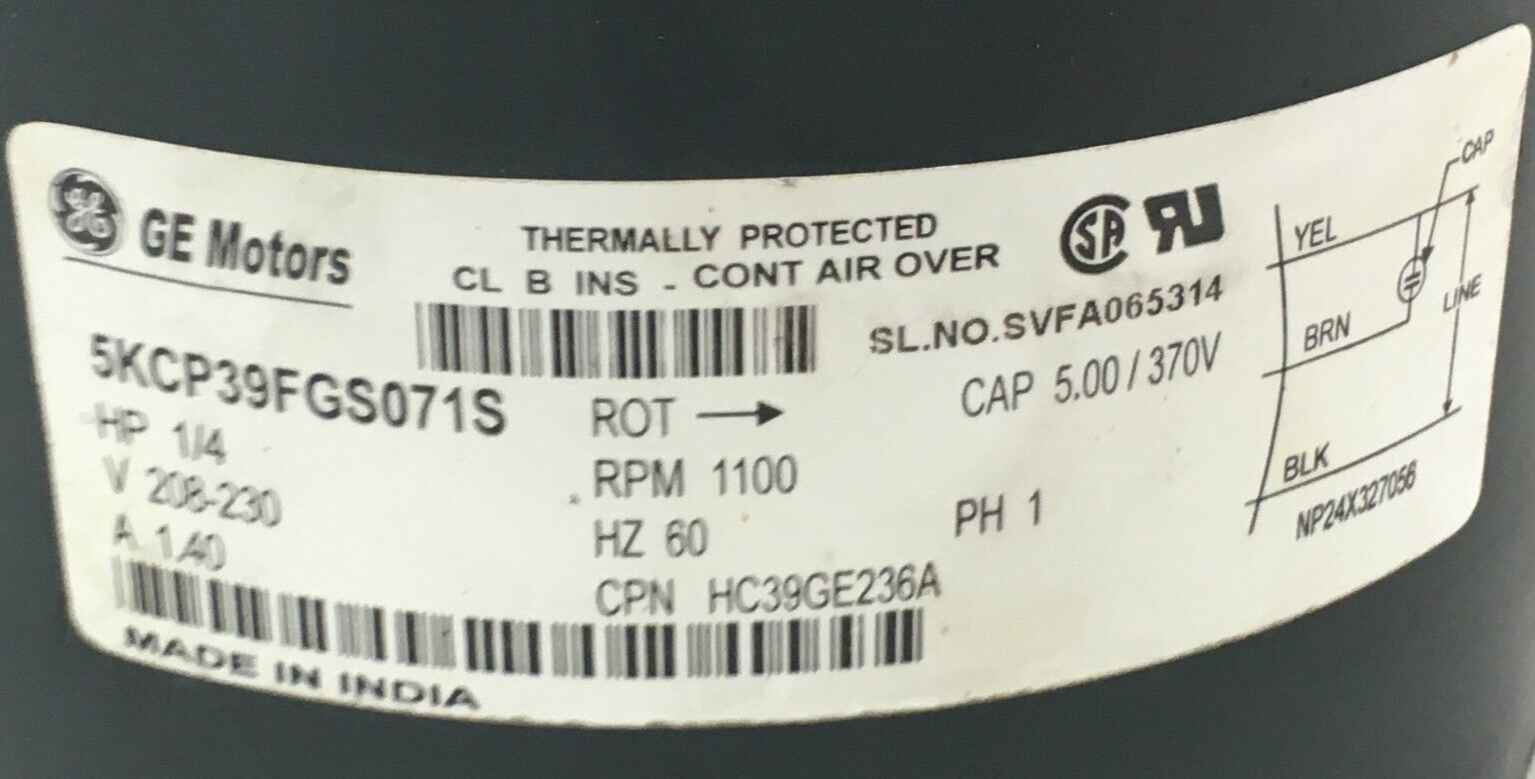 GE Motors
THERMALLY PROTECTED
CL B INS - CONT AIR OVER
SL.NO.SVFA065314
5KCP39FGS071S
HP 1/4
V 208-230
A 1.40
ROT
RPM 1100
HZ 60
CPN HC39GE236A
CAP 5.00 / 370V
PH 1
MADE IN INDIA
CAP
YEL
BRN
LINE
BLK
NP24X327056